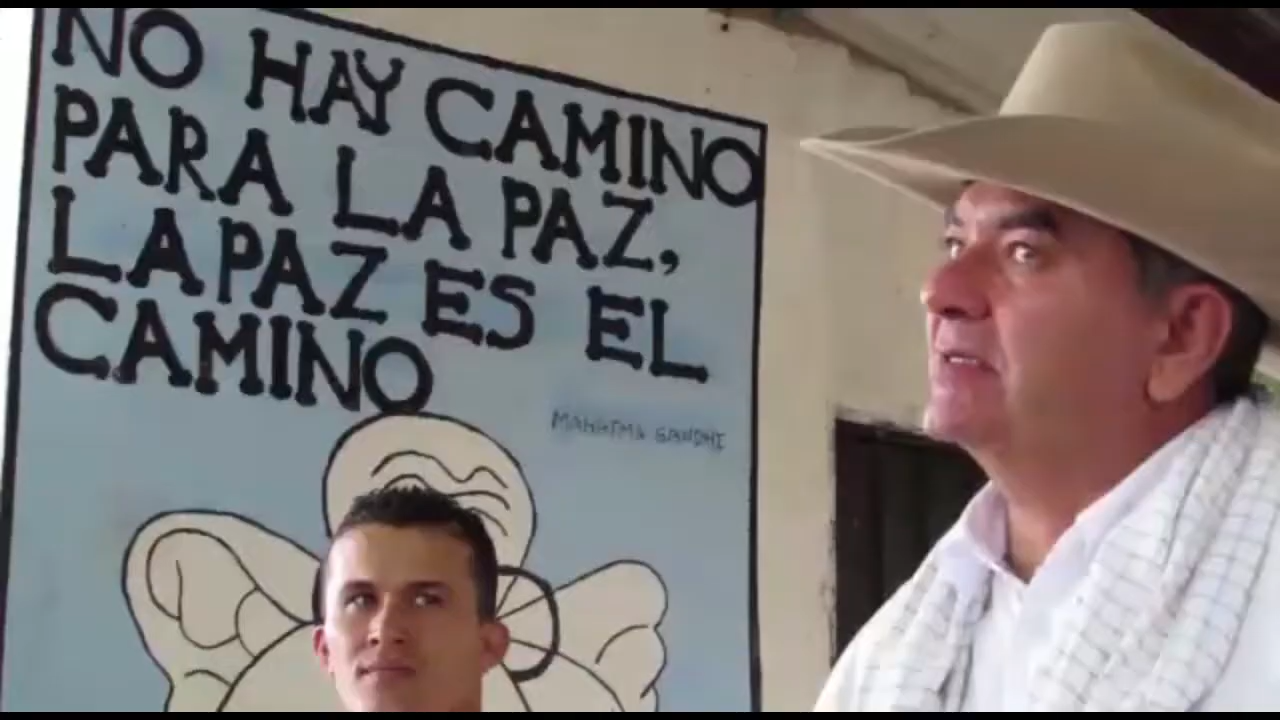 NO HAY CAMINO
PARA LA PAZ,
LA PAZ ES EL
CAMINO
MAHATMA GANDHI